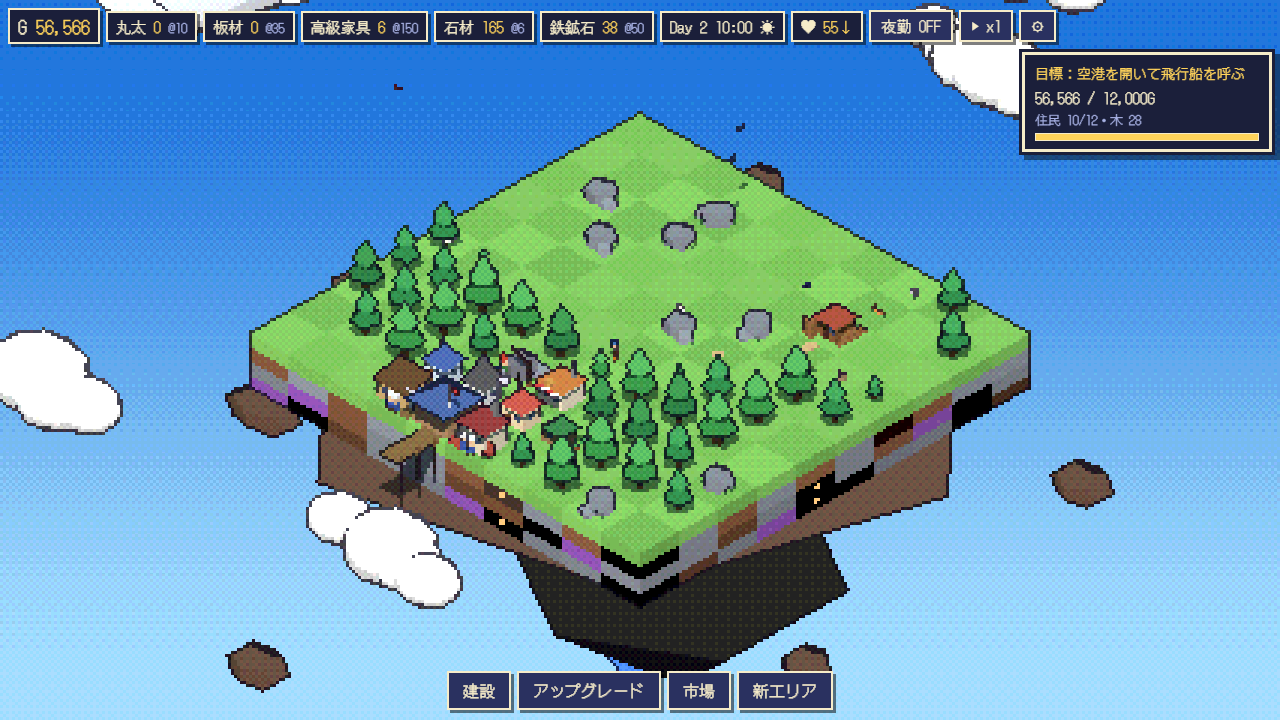 G 56,566 丸太 0 @10 板材 0 @35 高級家具 6 @150 石材 165 @6 鉄鉱石 38 @50 Day 2 10:00 ☀ ♥ 55↓ 夜勤 OFF ▶ x1 ⚙
目標：空港を開いて飛行船を呼ぶ
56,566 / 12,000G
住民 10/12・木 28
建設 アップグレード 市場 新エリア